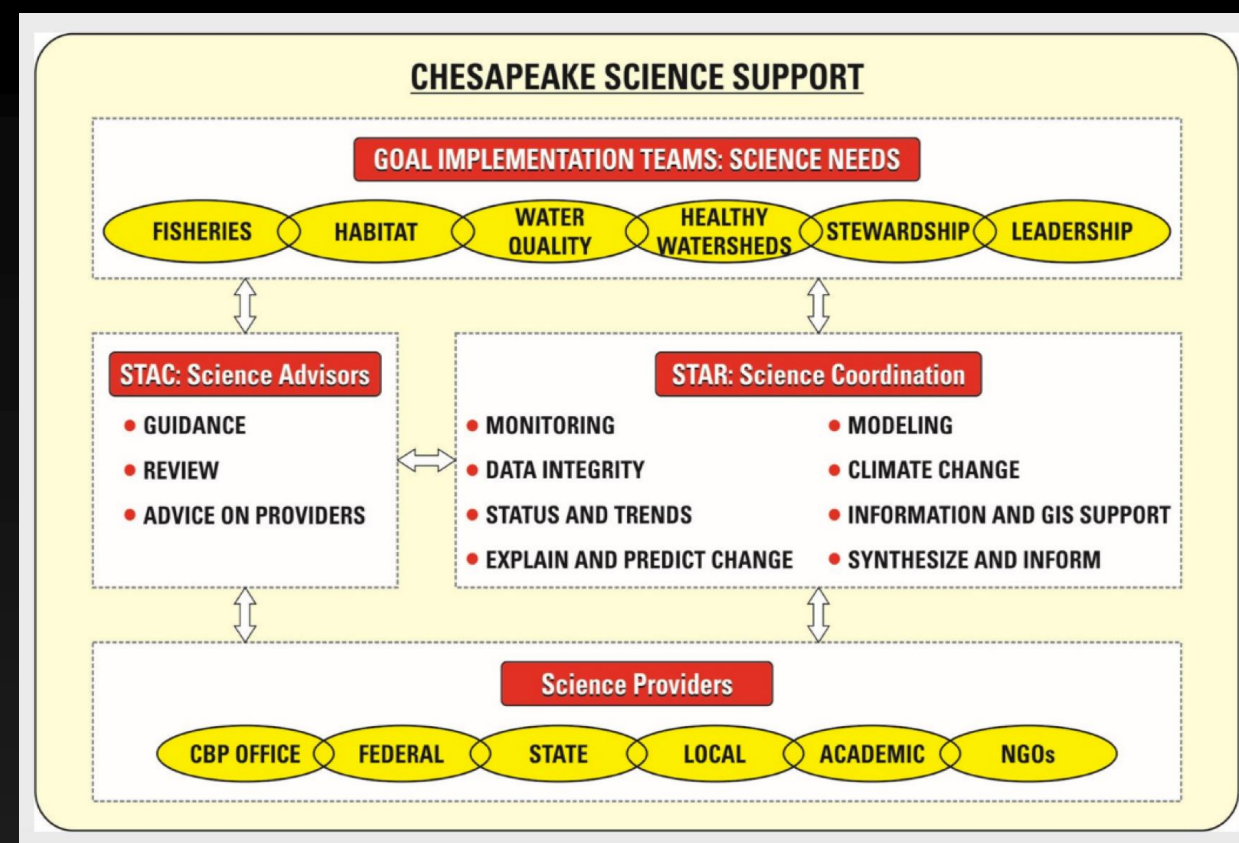 CHESAPEAKE SCIENCE SUPPORT
GOAL IMPLEMENTATION TEAMS: SCIENCE NEEDS
FISHERIES
HABITAT
WATER
QUALITY
HEALTHY
WATERSHEDS
STEWARDSHIP
LEADERSHIP
STAC: Science Advisors
• GUIDANCE
• REVIEW
• ADVICE ON PROVIDERS
STAR: Science Coordination
• MONITORING
• DATA INTEGRITY
• STATUS AND TRENDS
• EXPLAIN AND PREDICT CHANGE
• MODELING
• CLIMATE CHANGE
• INFORMATION AND GIS SUPPORT
• SYNTHESIZE AND INFORM
Science Providers
CBP OFFICE
FEDERAL
STATE
LOCAL
ACADEMIC
NGOs